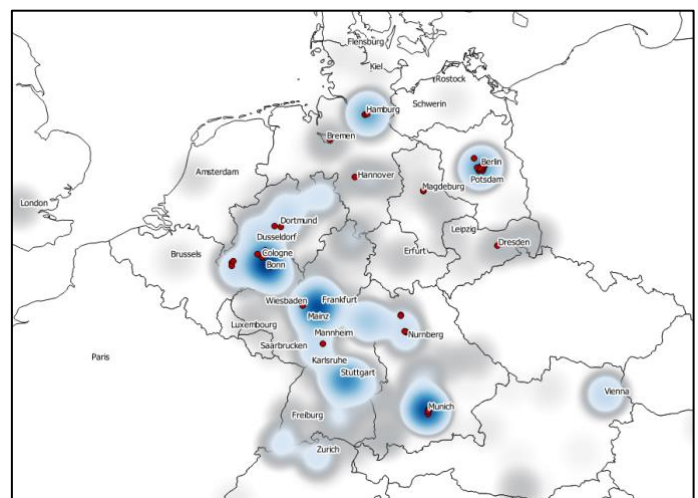 Flensburg
Kiel
Rostock
Hamburg
Schwerin
Bremen
Berlin
Amsterdam
Hannover
Potsdam
Magdeburg
London
Dortmund
Dusseldorf
Leipzig
Dresden
Brussels
Cologne
Erfurt
Bonn
Wiesbaden
Frankfurt
Mainz
Luxembourg
Mannheim
Nurnberg
Saarbrucken
Paris
Karlsruhe
Stuttgart
Vienna
Munich
Freiburg
Zurich